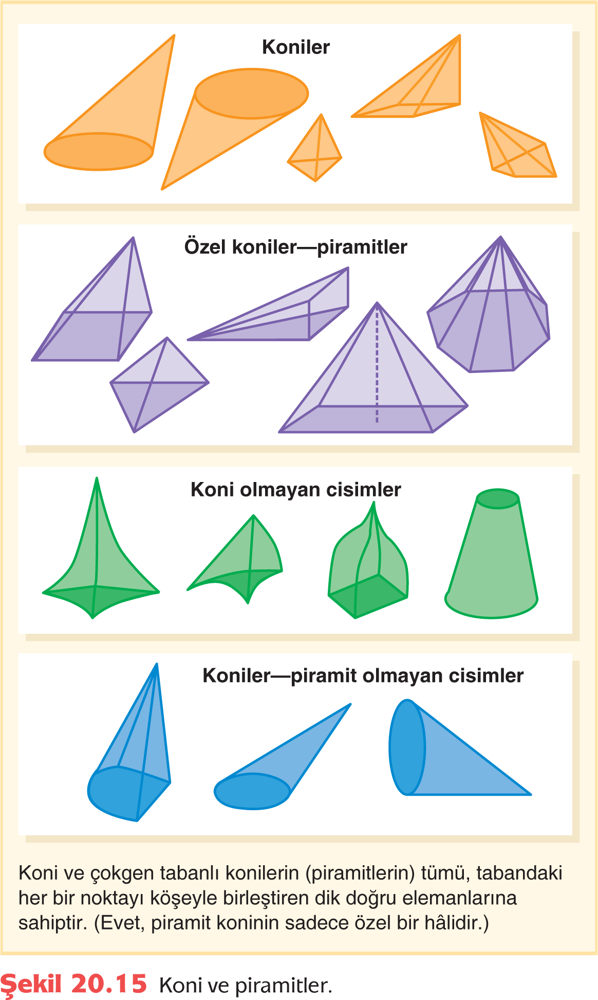 Koniler
Özel koniler—piramitler
Koni olmayan cisimler
Koniler—piramit olmayan cisimler
Koni ve çokgen tabanlı konilerin (piramitlerin) tümü, tabandaki
her bir noktayı köşeyle birleştiren dik doğru elemanlarına
sahiptir. (Evet, piramit koninin sadece özel bir hâlidir.)
Şekil 20.15 Koni ve piramitler.